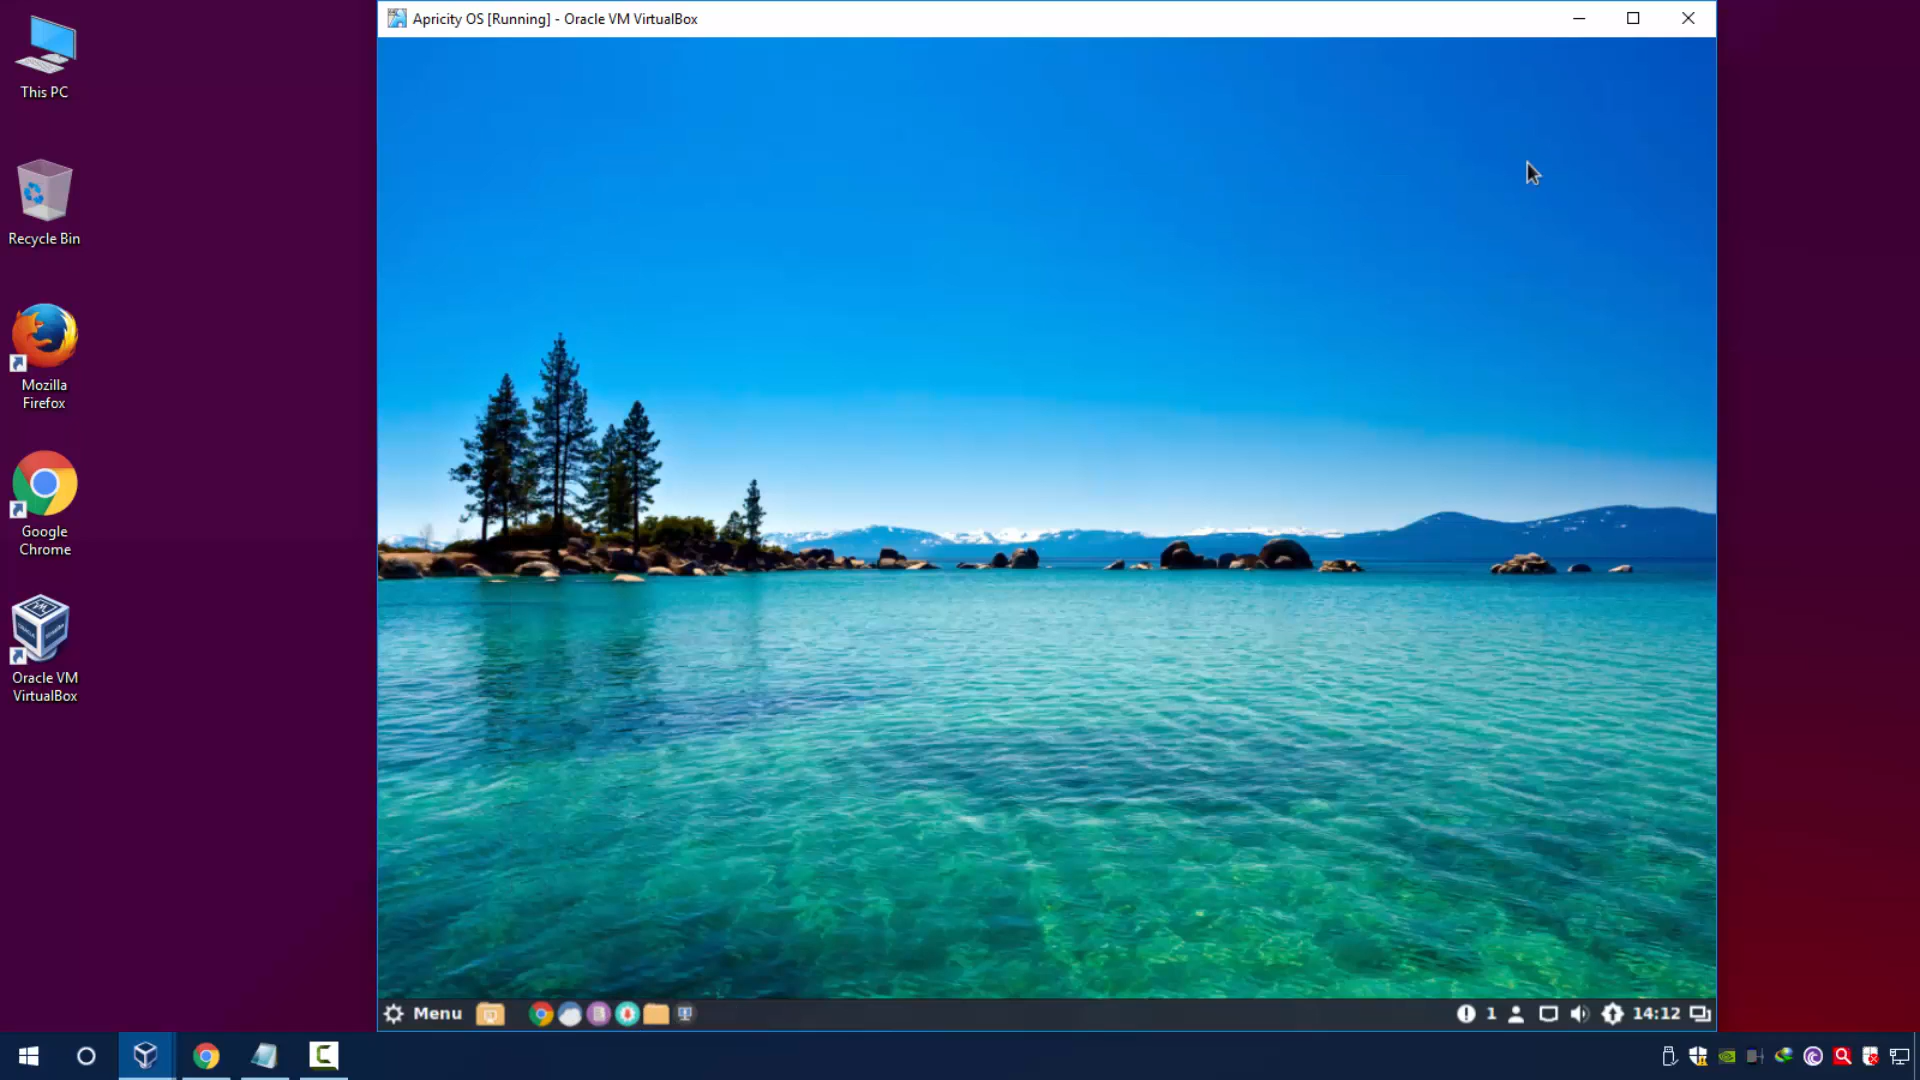 Apricity OS [Running] - Oracle VM VirtualBox
This PC
Recycle Bin
Mozilla
Firefox
Google
Chrome
Oracle VM
VirtualBox
Menu
1
14:12